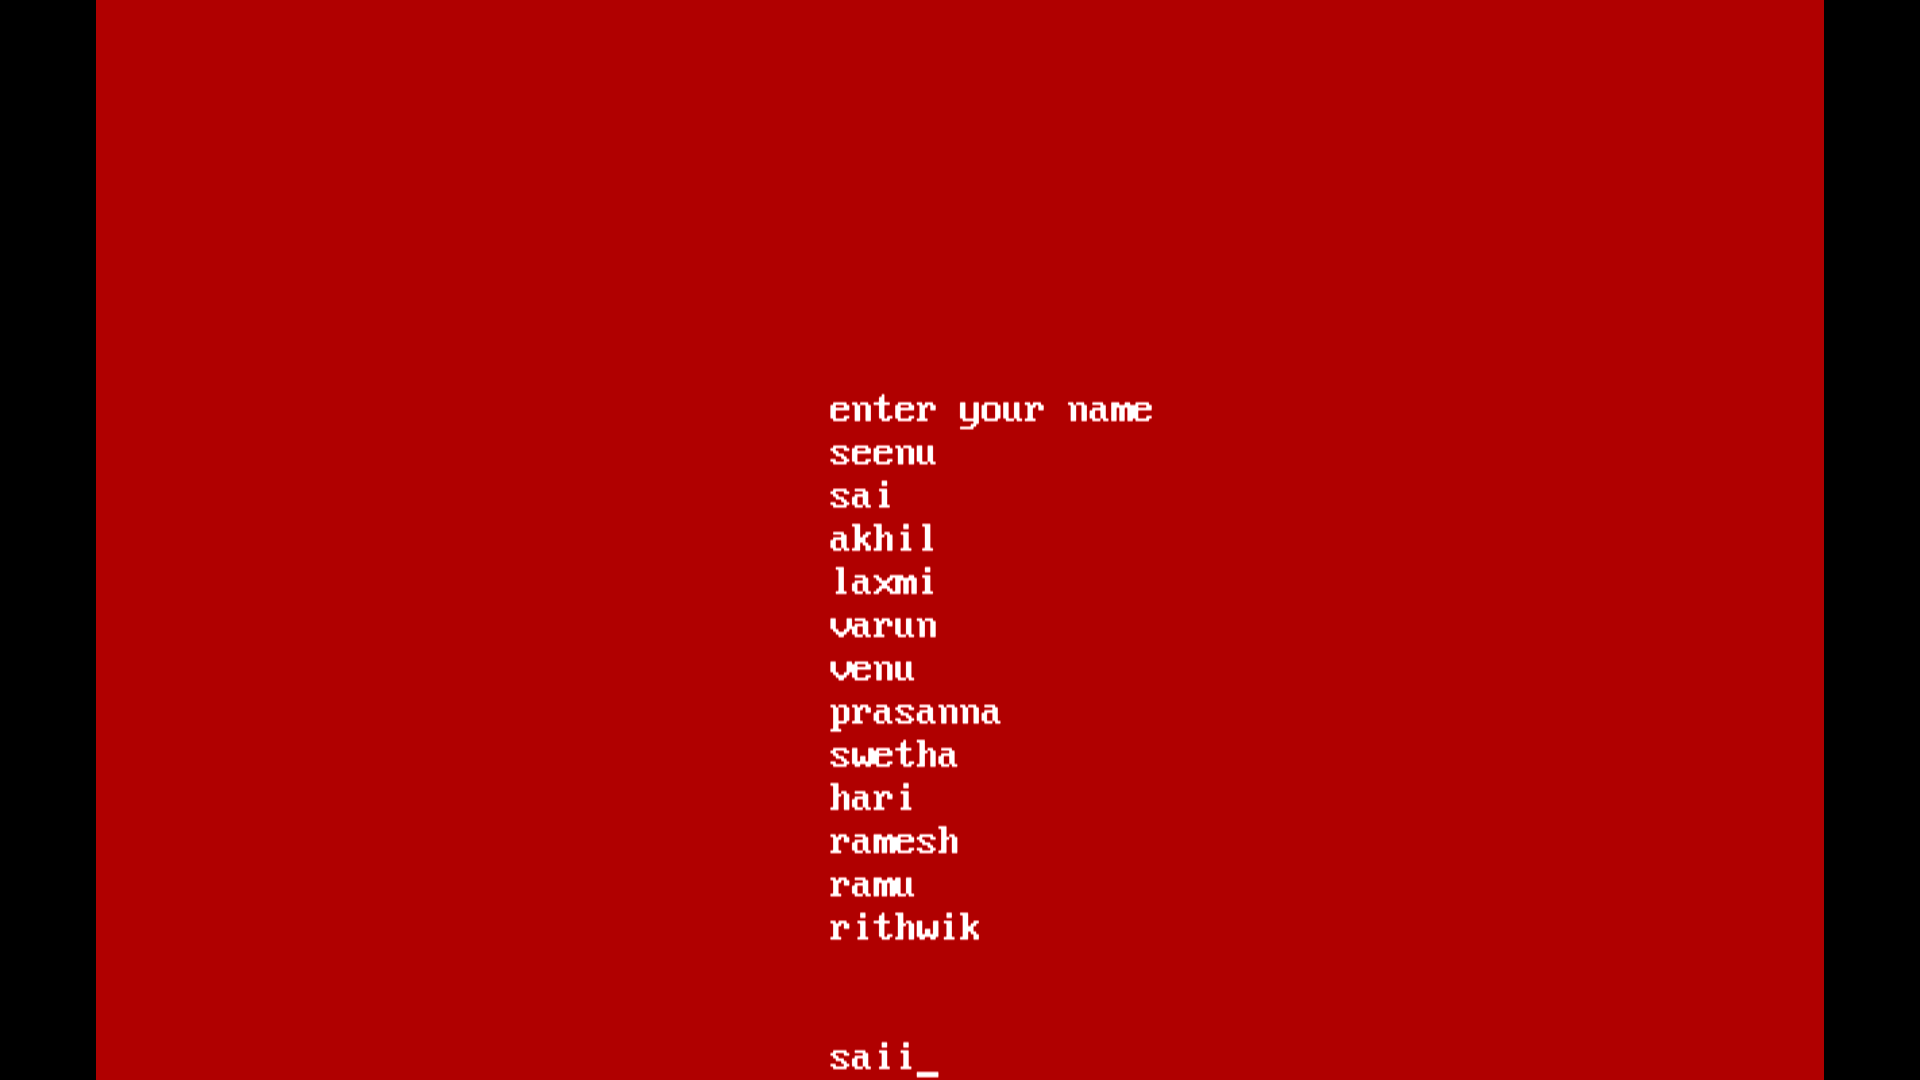 enter your name
seenu
sai
akhil
laxmi
varun
venu
prasanna
swetha
hari
ramesh
ramu
rithwik
saii_